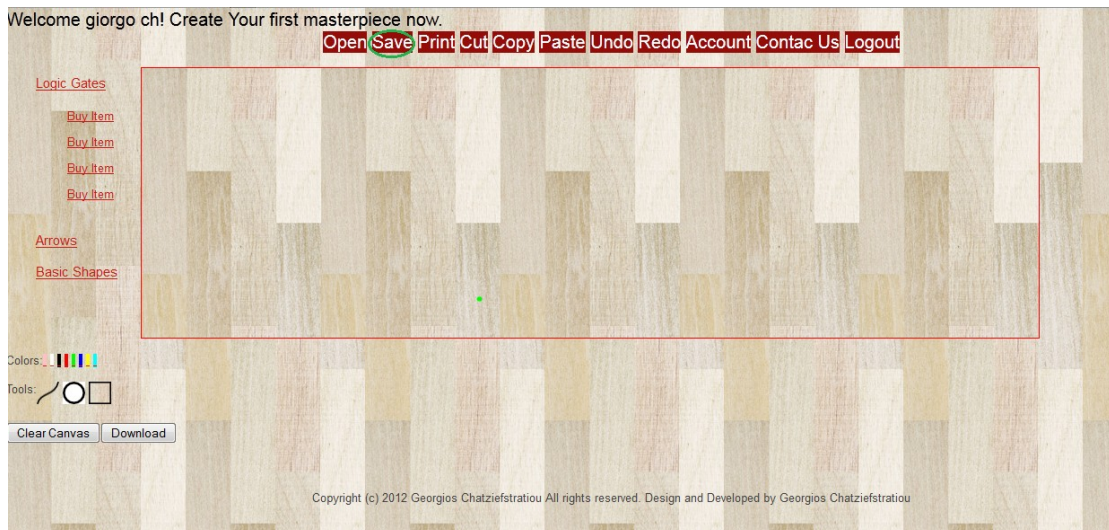 Welcome giorgo ch! Create Your first masterpiece now.
Open Save Print Cut Copy Paste Undo Redo Account Contac Us Logout
Logic Gates
Buy Item
Buy Item
Buy Item
Buy Item
Arrows
Basic Shapes
Colors:
Tools:
Clear Canvas Download
Copyright (c) 2012 Georgios Chatziefstratiou All rights reserved. Design and Developed by Georgios Chatziefstratiou